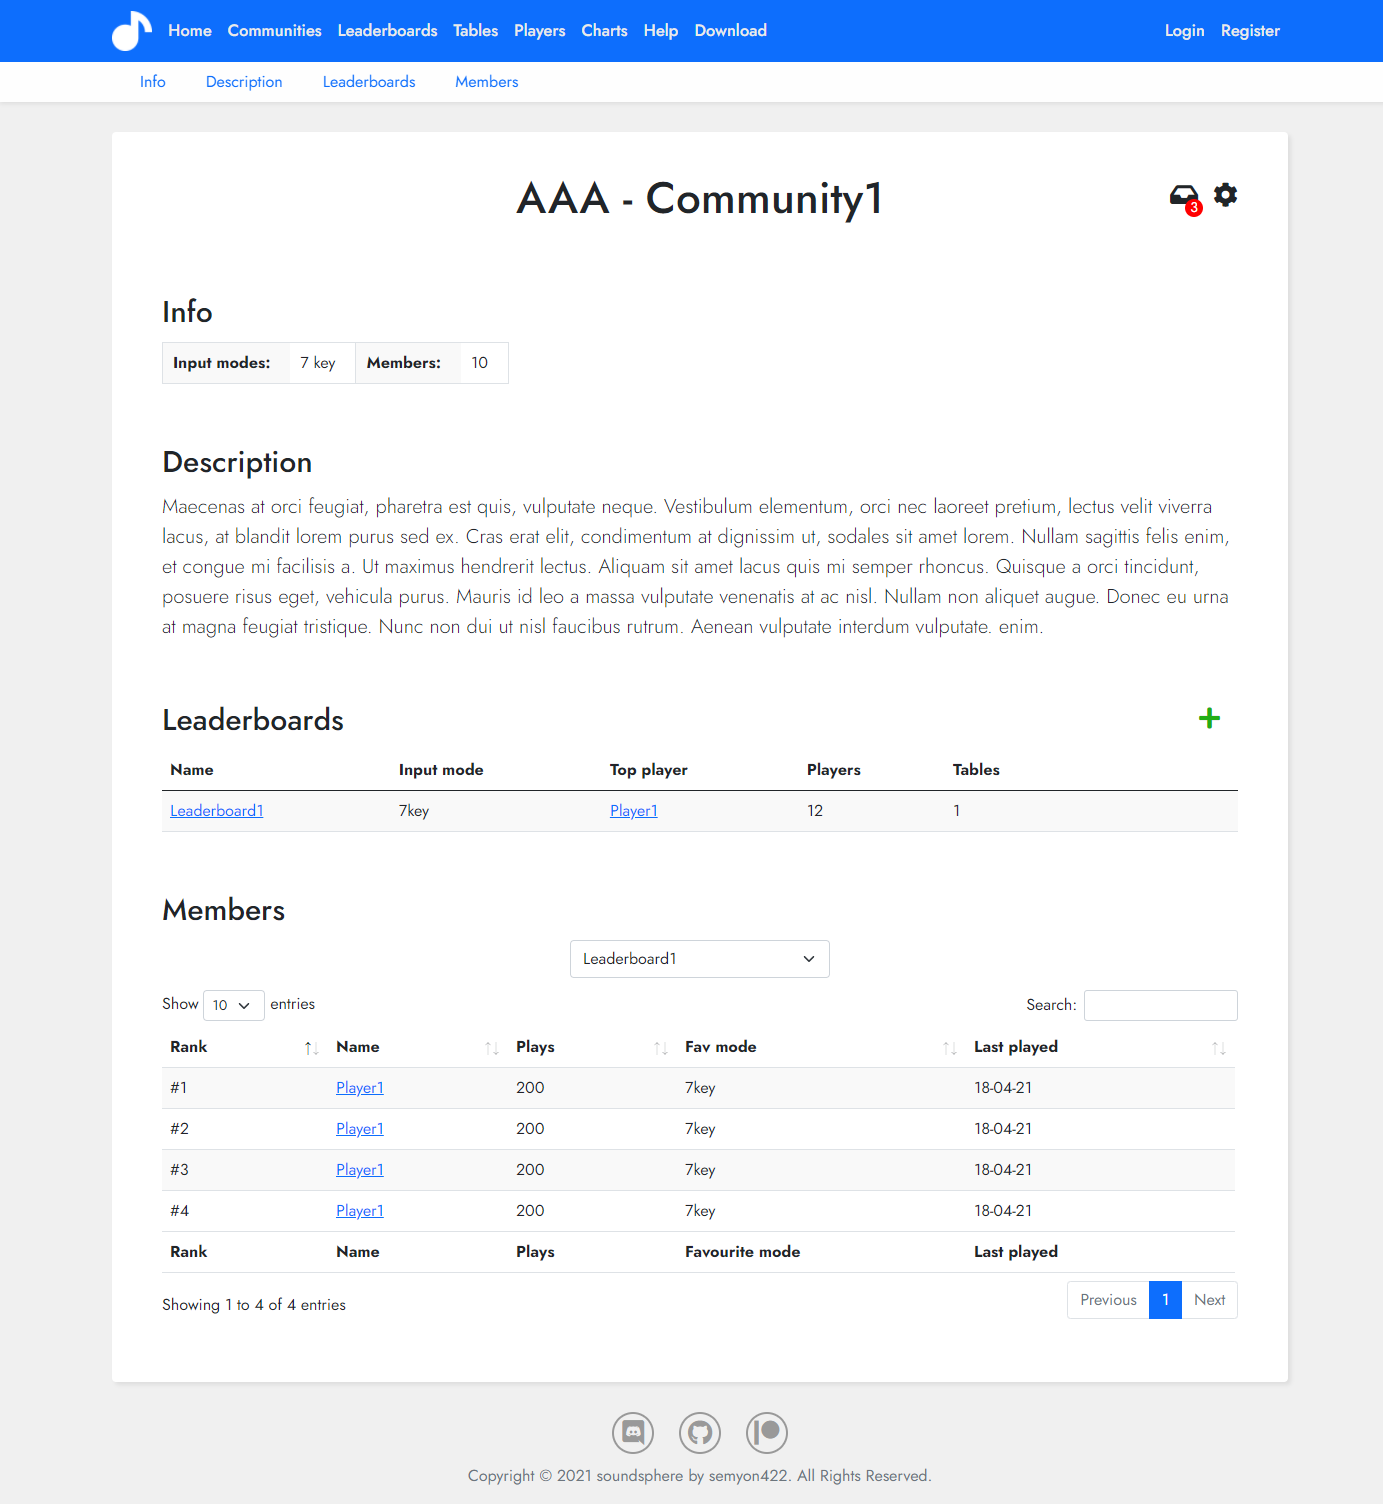 Home Communities Leaderboards Tables Players Charts Help Download Login Register
Info Description Leaderboards Members
AAA - Community1
3
Info
Input modes: 7 key Members: 10
Description
Maecenas at orci feugiat, pharetra est quis, vulputate neque. Vestibulum elementum, orci nec laoreet pretium, lectus velit viverra
lacus, at blandit lorem purus sed ex. Cras erat elit, condimentum at dignissim ut, sodales sit amet lorem. Nullam sagittis felis enim,
et congue mi facilisis a. Ut maximus hendrerit lectus. Aliquam sit amet lacus quis mi semper rhoncus. Quisque a orci tincidunt,
posuere risus eget, vehicula purus. Mauris id leo a massa vulputate venenatis at ac nisl. Nullam non aliquet augue. Donec eu urna
at magna feugiat tristique. Nunc non dui ut nisl faucibus rutrum. Aenean vulputate interdum vulputate. enim.
Leaderboards
Name Input mode Top player Players Tables
Leaderboard1 7key Player1 12 1
Members
Leaderboard1
Show 10 entries Search:
Rank Name Plays Fav mode Last played
#1 Player1 200 7key 18-04-21
#2 Player1 200 7key 18-04-21
#3 Player1 200 7key 18-04-21
#4 Player1 200 7key 18-04-21
Rank Name Plays Favourite mode Last played
Showing 1 to 4 of 4 entries Previous 1 Next
Copyright © 2021 soundsphere by semyon422. All Rights Reserved.